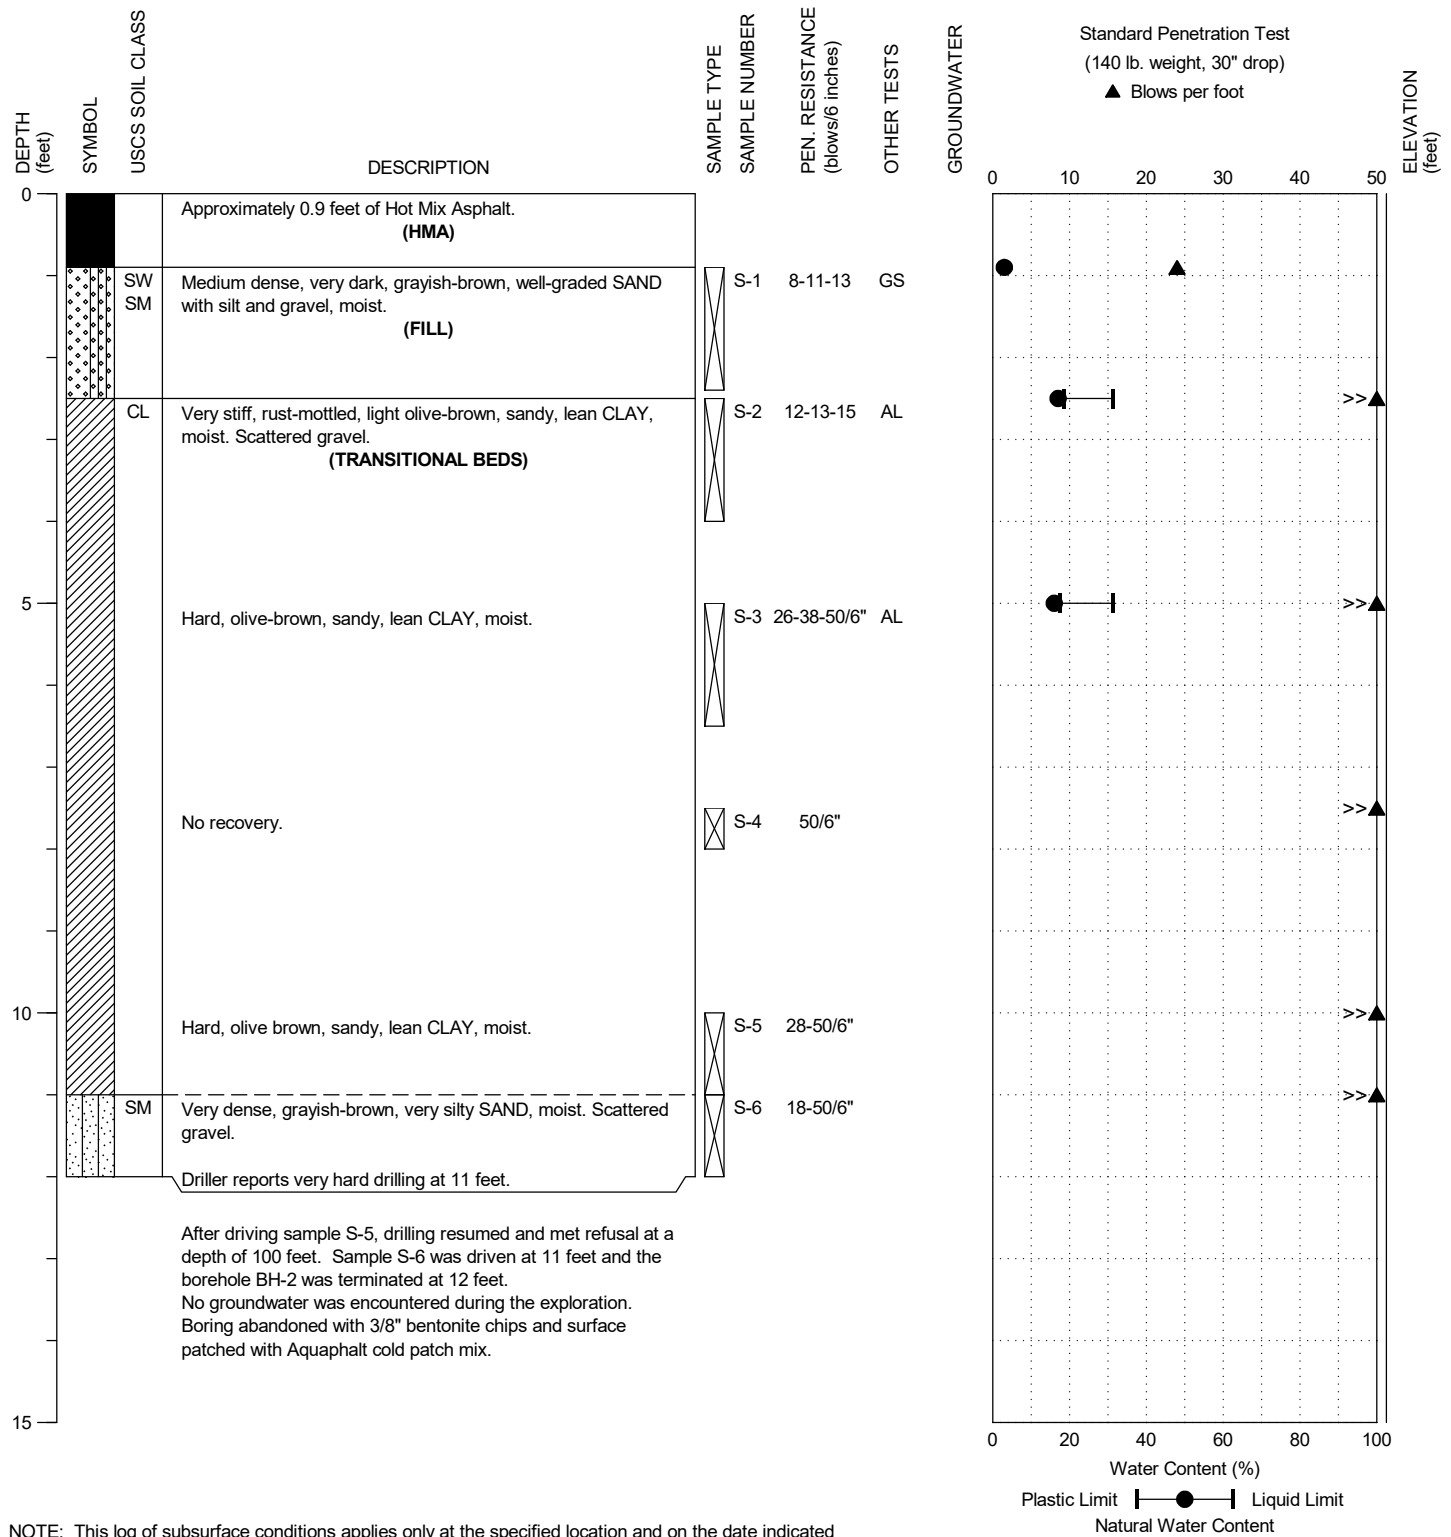 DEPTH
(feet)
SYMBOL
USCS SOIL CLASS
DESCRIPTION
SAMPLE TYPE
SAMPLE NUMBER
PEN. RESISTANCE
(blows/6 inches)
OTHER TESTS
GROUNDWATER
Standard Penetration Test
(140 lb. weight, 30" drop)
▲ Blows per foot
ELEVATION
(feet)
0 10 20 30 40 50
0
Approximately 0.9 feet of Hot Mix Asphalt.
(HMA)
SW
SM
Medium dense, very dark, grayish-brown, well-graded SAND
with silt and gravel, moist.
(FILL)
S-1 8-11-13 GS
CL
Very stiff, rust-mottled, light olive-brown, sandy, lean CLAY,
moist. Scattered gravel.
(TRANSITIONAL BEDS)
S-2 12-13-15 AL
>>
5
Hard, olive-brown, sandy, lean CLAY, moist.
S-3 26-38-50/6" AL
>>
No recovery.
S-4 50/6"
>>
10
Hard, olive brown, sandy, lean CLAY, moist.
S-5 28-50/6"
>>
SM
Very dense, grayish-brown, very silty SAND, moist. Scattered
gravel.
S-6 18-50/6"
>>
Driller reports very hard drilling at 11 feet.
After driving sample S-5, drilling resumed and met refusal at a
depth of 100 feet. Sample S-6 was driven at 11 feet and the
borehole BH-2 was terminated at 12 feet.
No groundwater was encountered during the exploration.
Boring abandoned with 3/8" bentonite chips and surface
patched with Aquaphalt cold patch mix.
15
0 20 40 60 80 100
Water Content (%)
Plastic Limit Liquid Limit
Natural Water Content
NOTE: This log of subsurface conditions applies only at the specified location and on the date indicated